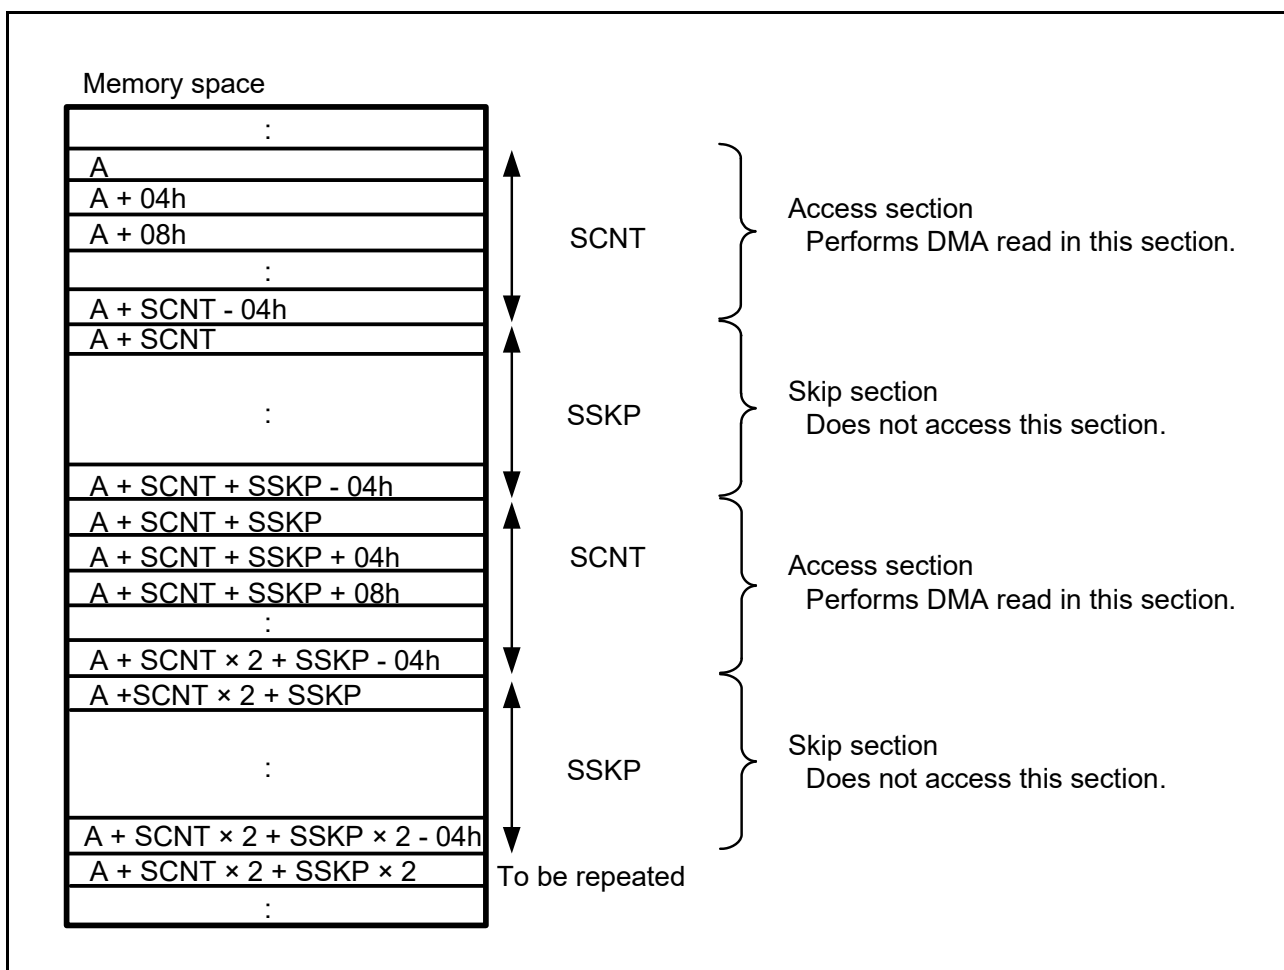 Memory space
:
A
A + 04h
A + 08h
:
A + SCNT - 04h
A + SCNT
:
A + SCNT + SSKP - 04h
A + SCNT + SSKP
A + SCNT + SSKP + 04h
A + SCNT + SSKP + 08h
:
A + SCNT × 2 + SSKP - 04h
A +SCNT × 2 + SSKP
:
A + SCNT × 2 + SSKP × 2 - 04h
A + SCNT × 2 + SSKP × 2
:
SCNT
SSKP
SCNT
SSKP
To be repeated
Access section
Performs DMA read in this section.
Skip section
Does not access this section.
Access section
Performs DMA read in this section.
Skip section
Does not access this section.